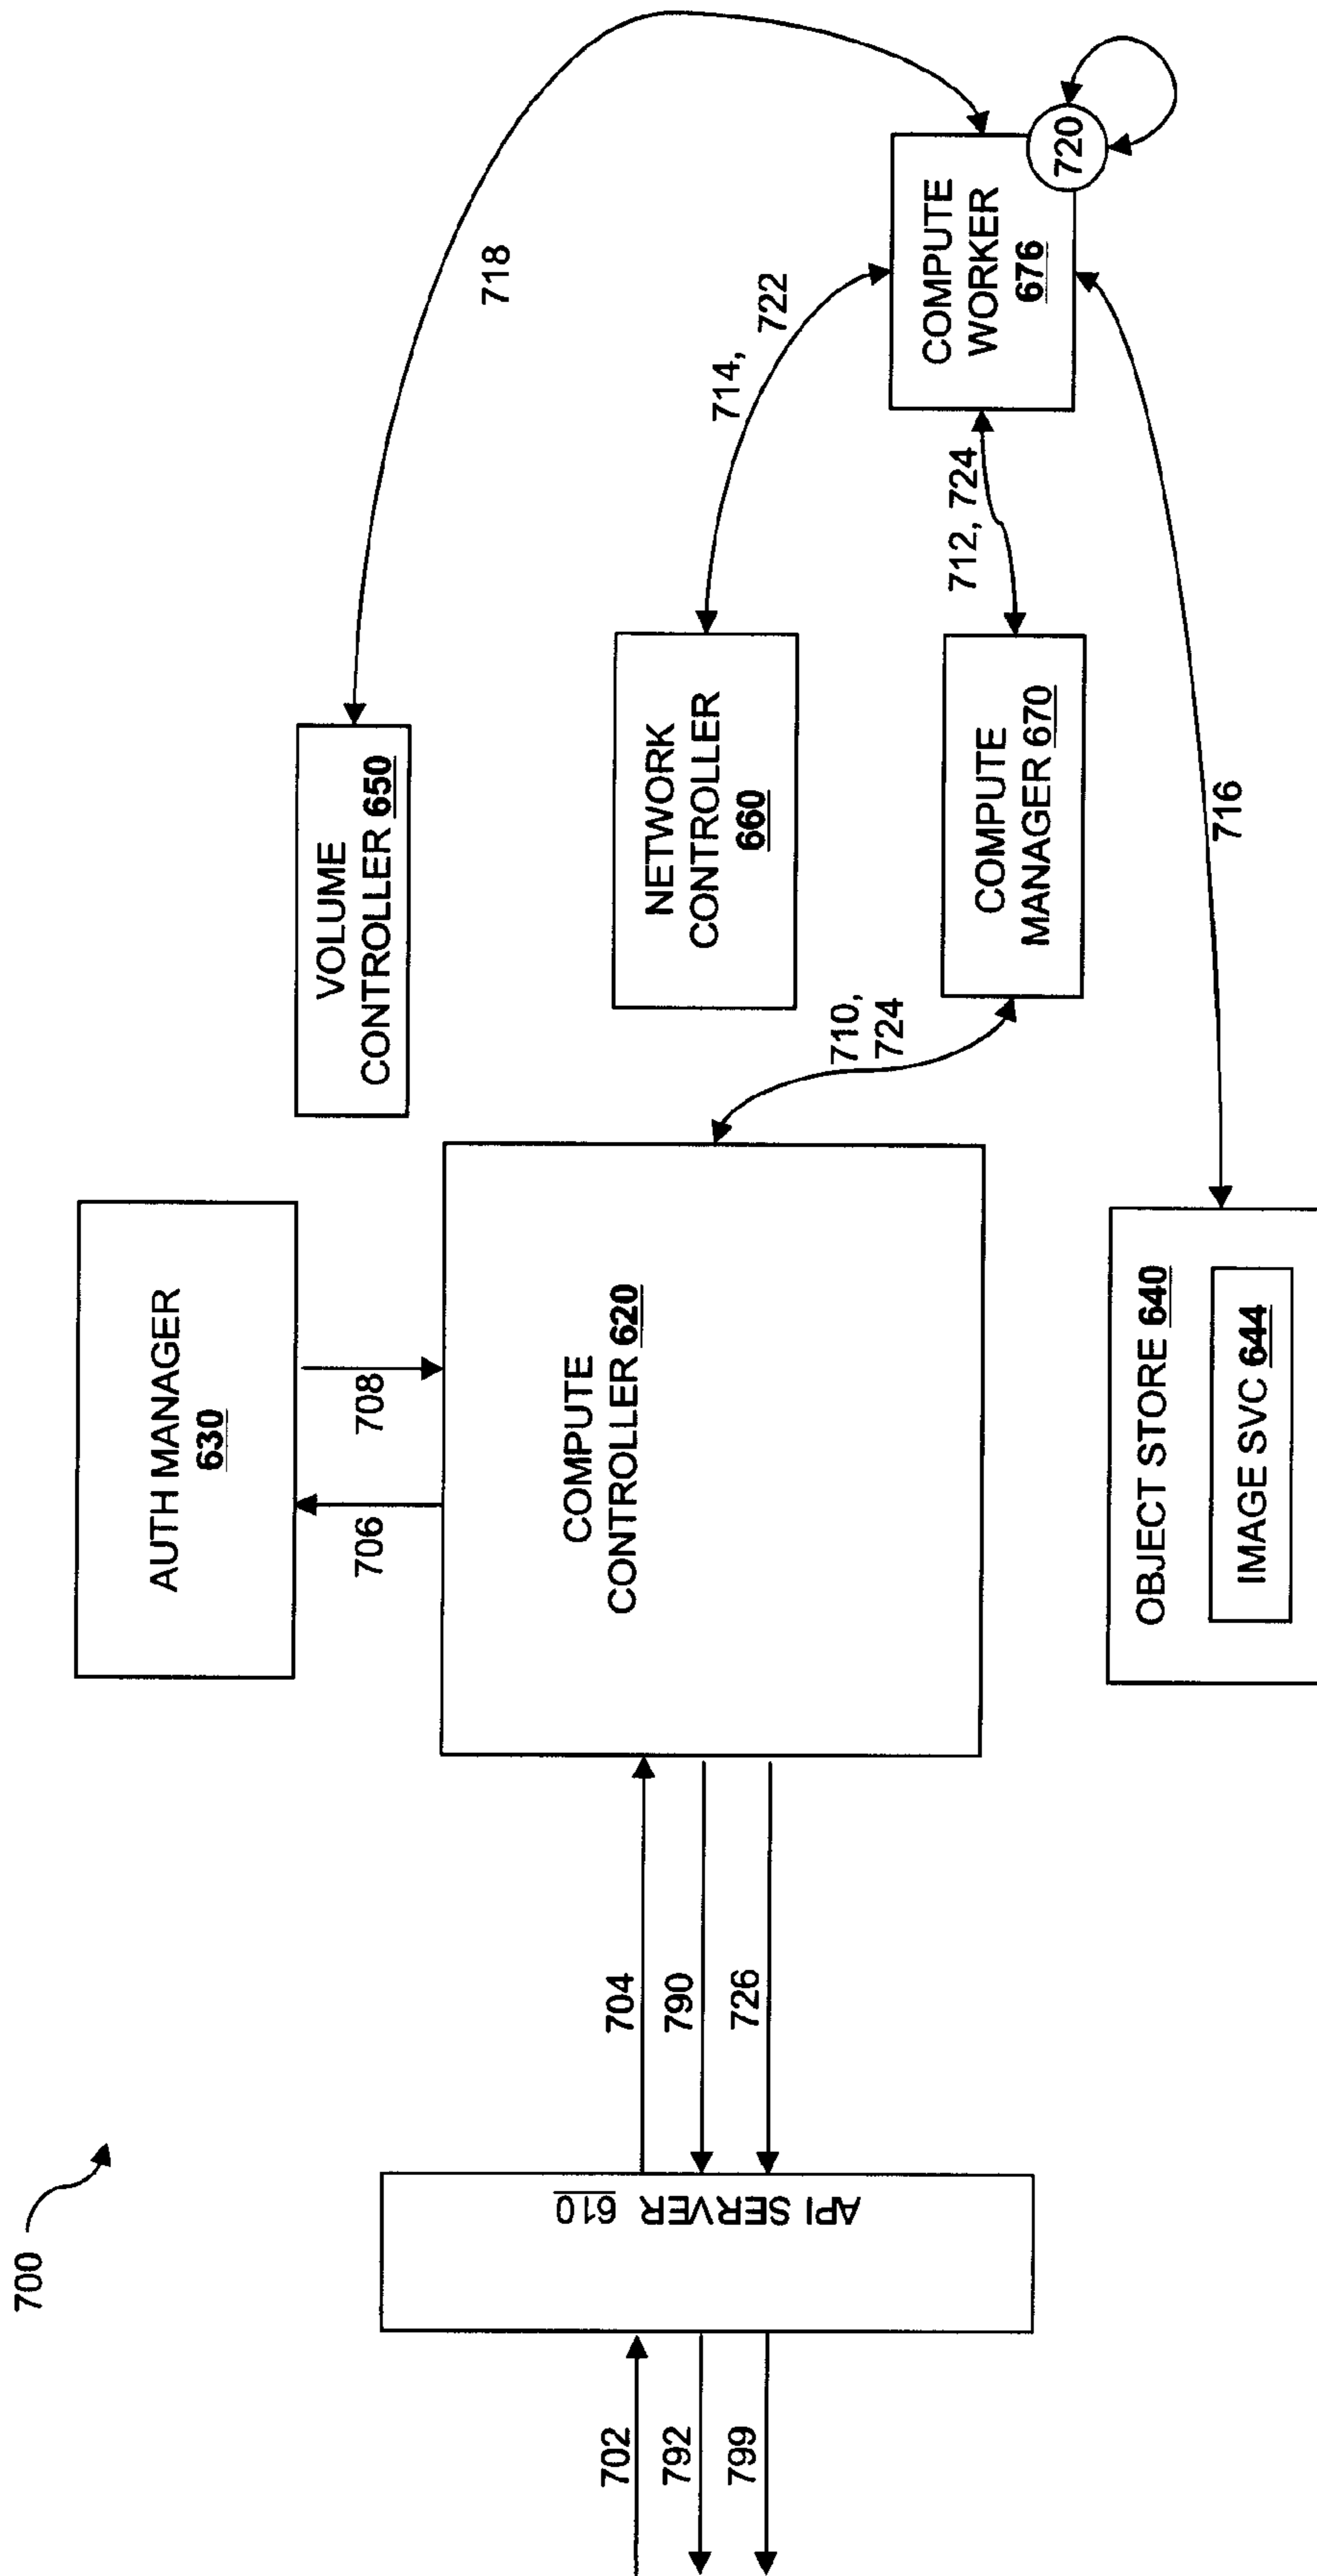 700
AUTH MANAGER
630
706
708
VOLUME
CONTROLLER 650
718
702
792
799
API SERVER 610
704
790
726
COMPUTE
CONTROLLER 620
710,
724
NETWORK
CONTROLLER
660
714,
722
COMPUTE
MANAGER 670
712, 724
COMPUTE
WORKER
676
720
OBJECT STORE 640
IMAGE SVC 644
716